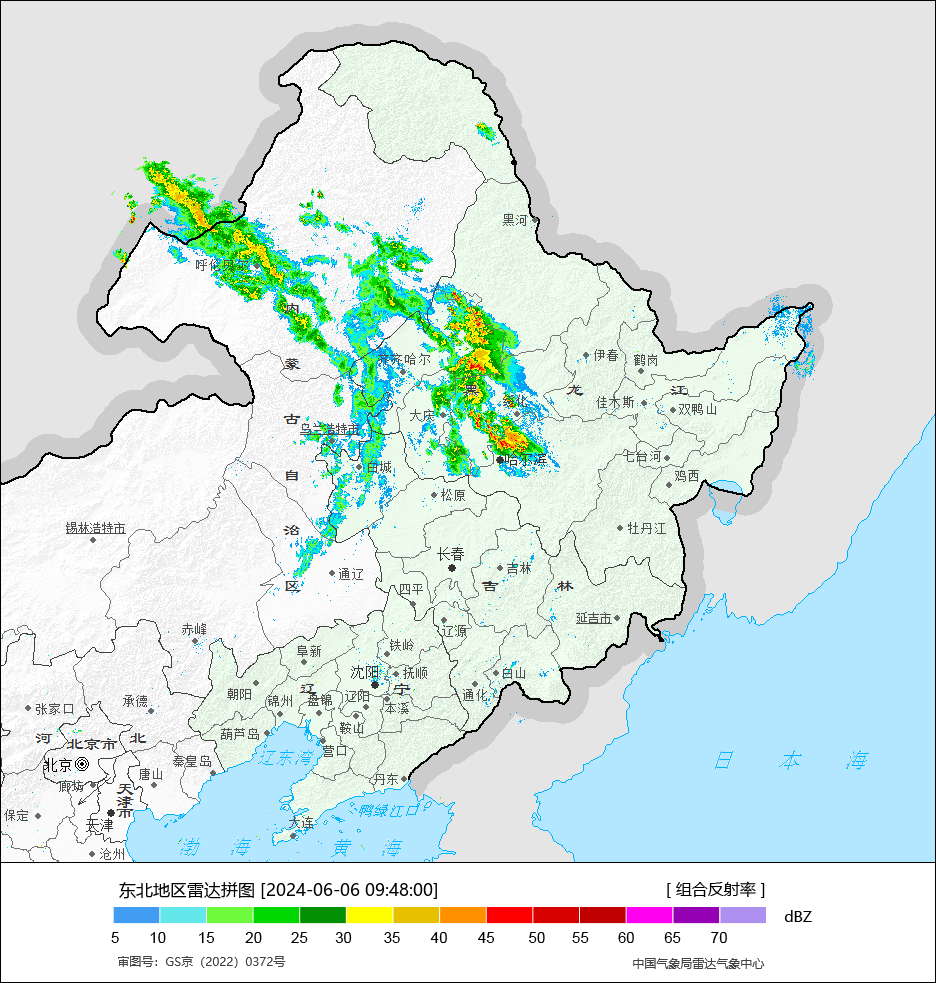 黑河
呼伦贝尔
内
蒙
古
自
治
区
齐齐哈尔
伊春
鹤岗
黑
龙
江
绥化
佳木斯
双鸭山
大庆
乌兰浩特市
哈尔滨
七台河
白城
鸡西
松原
锡林浩特市
牡丹江
长春
吉林
通辽
吉
林
四平
延吉市
赤峰
辽源
铁岭
阜新
沈阳
抚顺
白山
辽
宁
通化
朝阳
锦州
盘锦
辽阳
本溪
承德
张家口
鞍山
葫芦岛
河
北京市
北
营口
辽东湾
日
本
海
北京
秦皇岛
唐山
丹东
廊坊
天
津
市
鸭绿江口
保定
天津
大连
渤
海
黄
海
沧州
东北地区雷达拼图 [2024-06-06 09:48:00]
[ 组合反射率 ]
dBZ
5 10 15 20 25 30 35 40 45 50 55 60 65 70
审图号：GS京（2022）0372号
中国气象局雷达气象中心